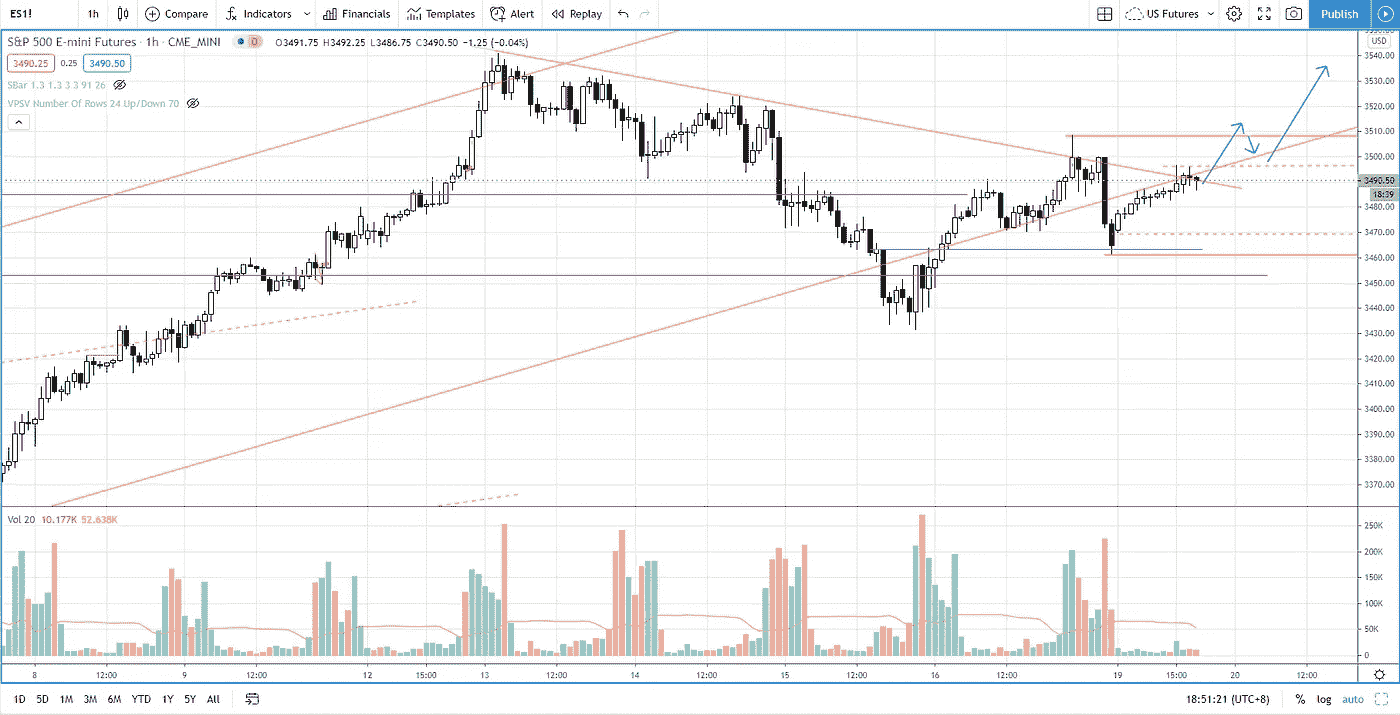 ES1! 1h Compare Indicators Financials Templates Alert Replay US Futures Publish
S&P 500 E-mini Futures · 1h · CME_MINI O3491.75 H3492.25 L3486.75 C3490.50 −1.25 (−0.04%)
USD
3490.25 0.25 3490.50
SBar 1.3 1.3 3 3 91 26
VPSV Number Of Rows 24 Up/Down 70
3540.00
3530.00
3520.00
3510.00
3500.00
3490.50
18:39
3480.00
3470.00
3460.00
3450.00
3440.00
3430.00
3420.00
3410.00
3400.00
3390.00
3380.00
3370.00
Vol 20 10.177K 52.638K
250K
200K
150K
100K
50K
0
8 12:00 9 12:00 12 15:00 13 12:00 14 12:00 15 12:00 16 12:00 19 15:00 20 12:00
1D 5D 1M 3M 6M YTD 1Y 5Y All 18:51:21 (UTC+8) % log auto